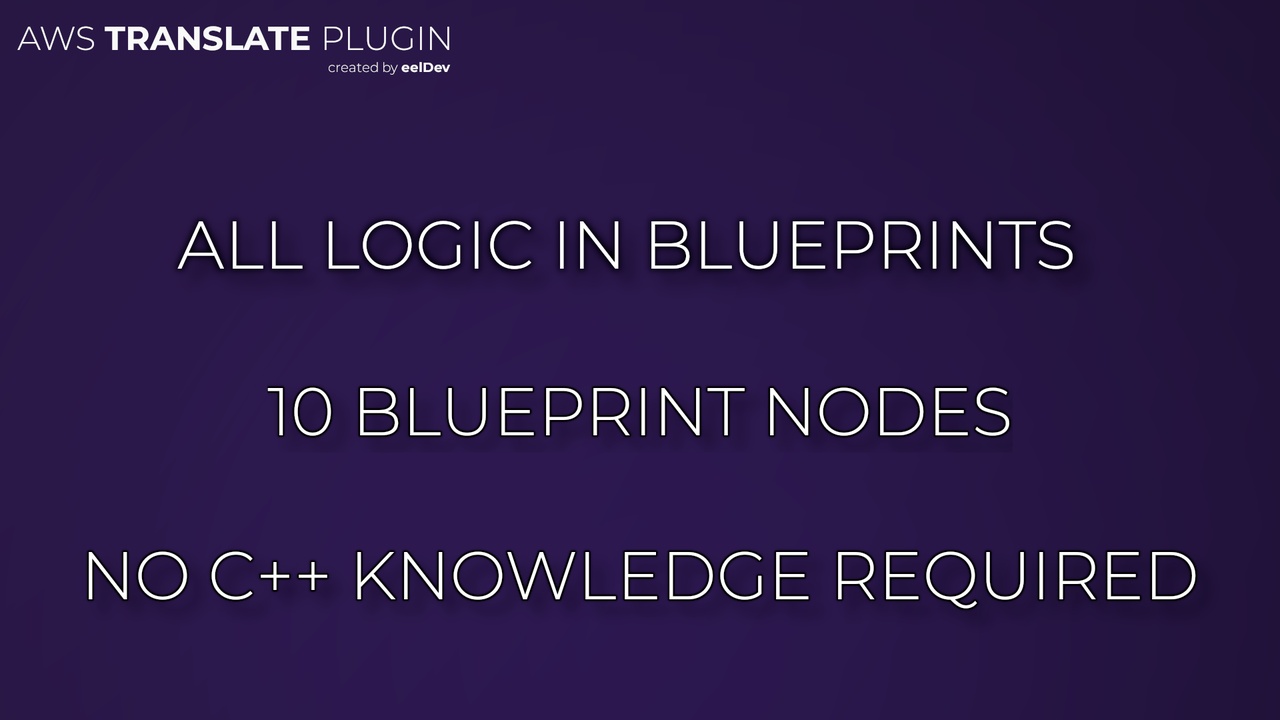 AWS TRANSLATE PLUGIN
created by eelDev
ALL LOGIC IN BLUEPRINTS
10 BLUEPRINT NODES
NO C++ KNOWLEDGE REQUIRED